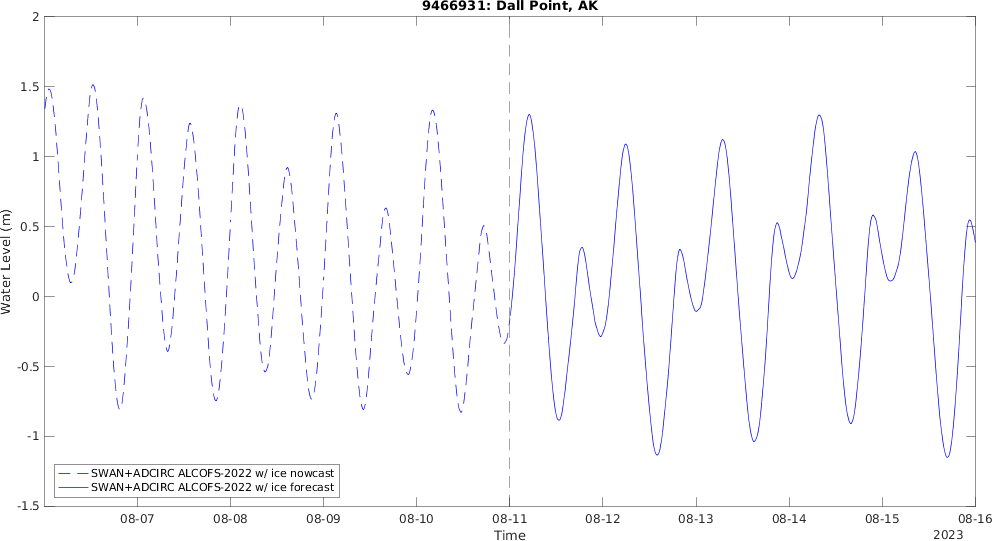 9466931: Dall Point, AK
2
1.5
1
0.5
0
-0.5
-1
-1.5
Water Level (m)
SWAN+ADCIRC ALCOFS-2022 w/ ice nowcast
SWAN+ADCIRC ALCOFS-2022 w/ ice forecast
08-07 08-08 08-09 08-10 08-11 08-12 08-13 08-14 08-15 08-16
Time
2023